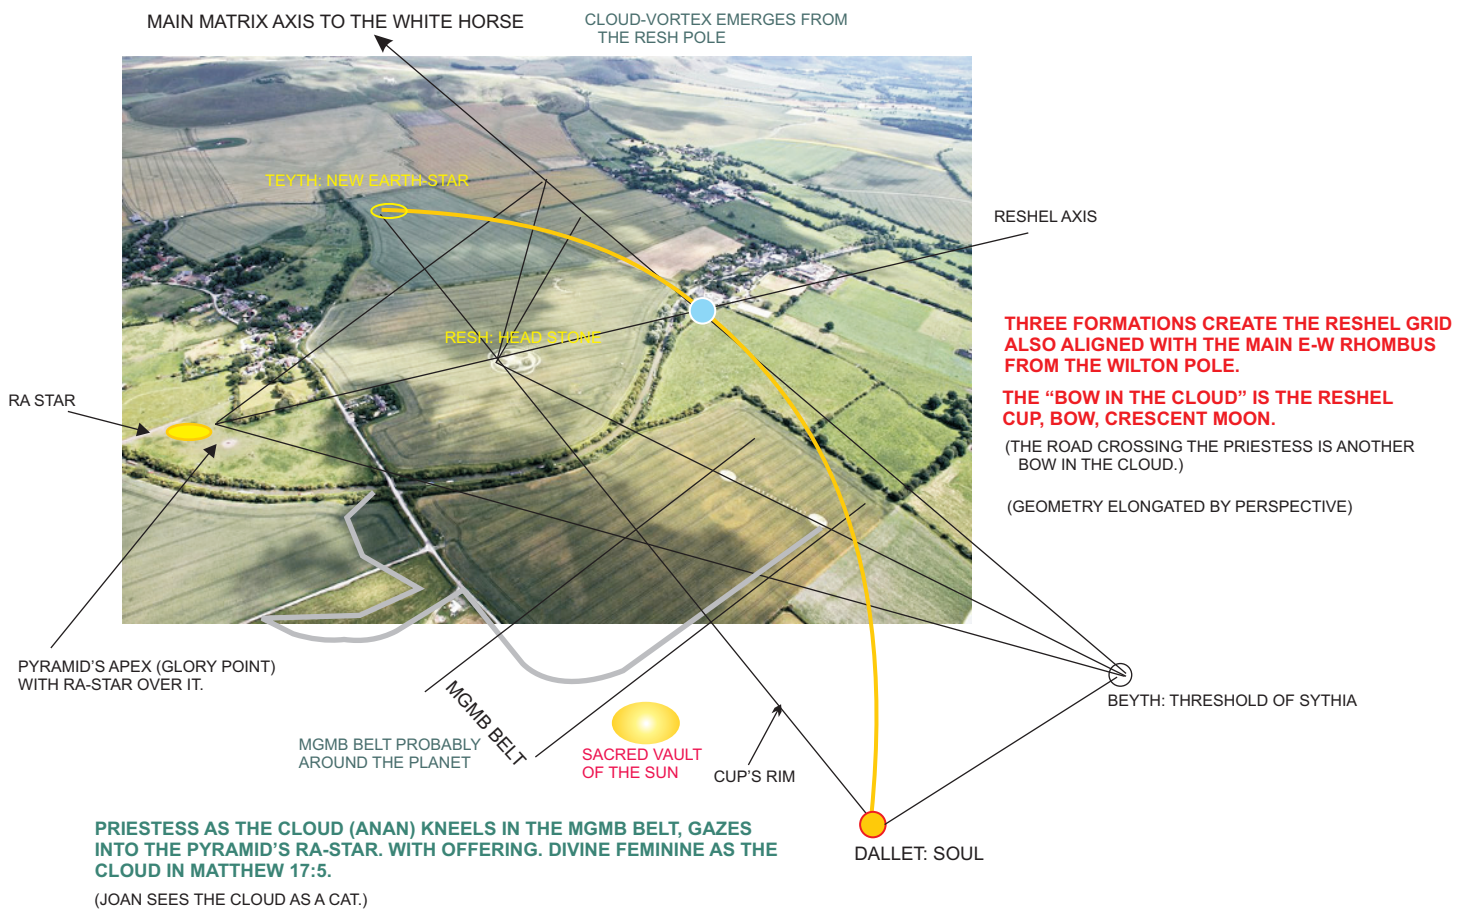 MAIN MATRIX AXIS TO THE WHITE HORSE
CLOUD-VORTEX EMERGES FROM
THE RESH POLE
TEYTH: NEW EARTH-STAR
RESHEL AXIS
RESH: HEAD STONE
THREE FORMATIONS CREATE THE RESHEL GRID
ALSO ALIGNED WITH THE MAIN E-W RHOMBUS
FROM THE WILTON POLE.
THE “BOW IN THE CLOUD” IS THE RESHEL
CUP, BOW, CRESCENT MOON.
(THE ROAD CROSSING THE PRIESTESS IS ANOTHER
BOW IN THE CLOUD.)
(GEOMETRY ELONGATED BY PERSPECTIVE)
RA STAR
PYRAMID’S APEX (GLORY POINT)
WITH RA-STAR OVER IT.
MGMB BELT
MGMB BELT PROBABLY
AROUND THE PLANET
SACRED VAULT
OF THE SUN
CUP’S RIM
BEYTH: THRESHOLD OF SYTHIA
DALLET: SOUL
PRIESTESS AS THE CLOUD (ANAN) KNEELS IN THE MGMB BELT, GAZES
INTO THE PYRAMID’S RA-STAR. WITH OFFERING. DIVINE FEMININE AS THE
CLOUD IN MATTHEW 17:5.
(JOAN SEES THE CLOUD AS A CAT.)